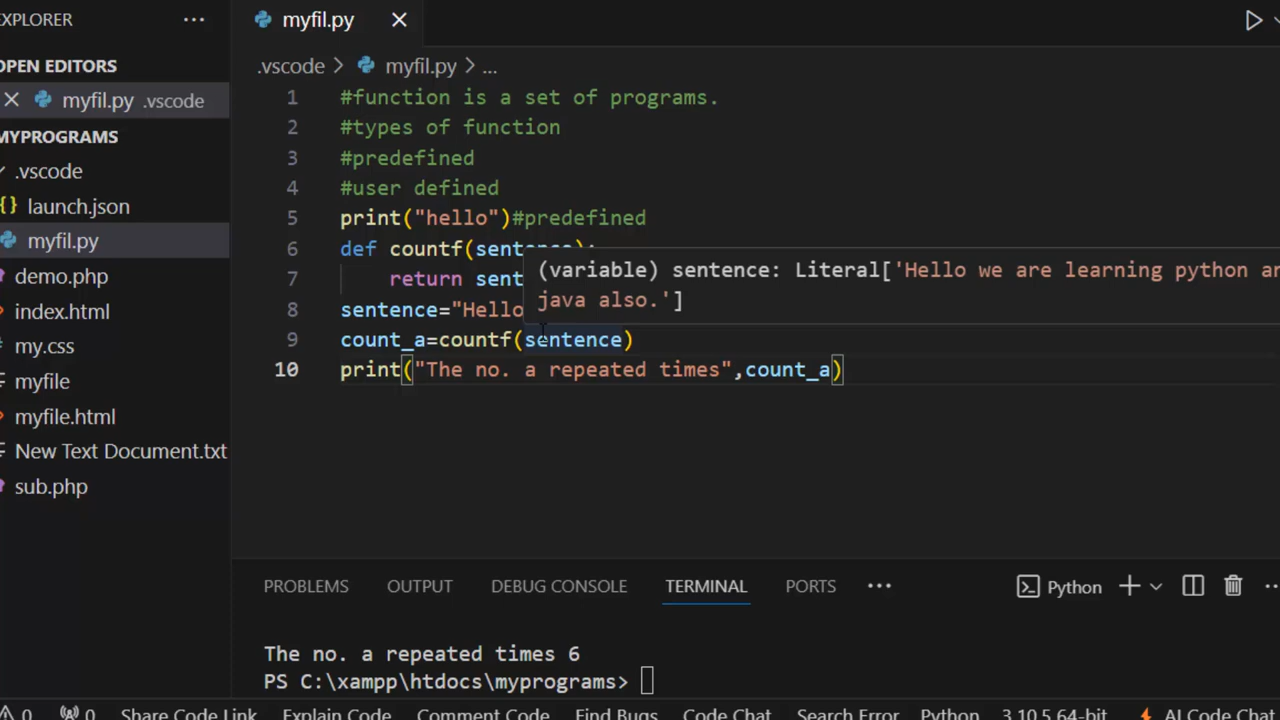 EXPLORER
myfil.py
OPEN EDITORS
myfil.py .vscode
MYPROGRAMS
.vscode
launch.json
myfil.py
demo.php
index.html
my.css
myfile
myfile.html
New Text Document.txt
sub.php
.vscode > myfil.py > ...
1 #function is a set of programs.
2 #types of function
3 #predefined
4 #user defined
5 print("hello")#predefined
6 def countf(sentence):
7 return sent
8 sentence="Hello
(variable) sentence: Literal['Hello we are learning python
java also.']
9 count_a=countf(sentence)
10 print("The no. a repeated times",count_a)
PROBLEMS OUTPUT DEBUG CONSOLE TERMINAL PORTS
Python
The no. a repeated times 6
PS C:\xampp\htdocs\myprograms>
0 0 Share Code Link Explain Code Comment Code Find Bugs Code Chat Search Error Python 3.10.5 64-bit AI Code Chat